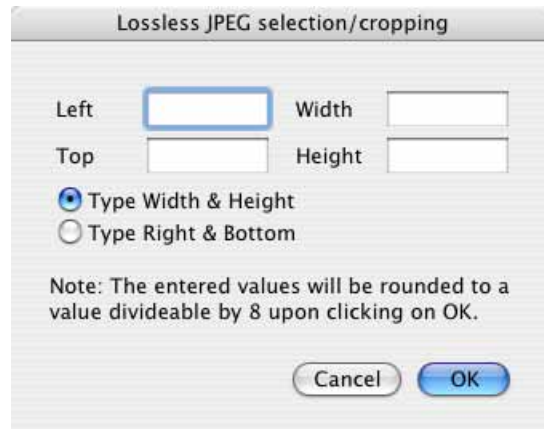 Lossless JPEG selection/cropping
Left Width
Top Height
Type Width & Height
Type Right & Bottom
Note: The entered values will be rounded to a
value divideable by 8 upon clicking on OK.
Cancel OK